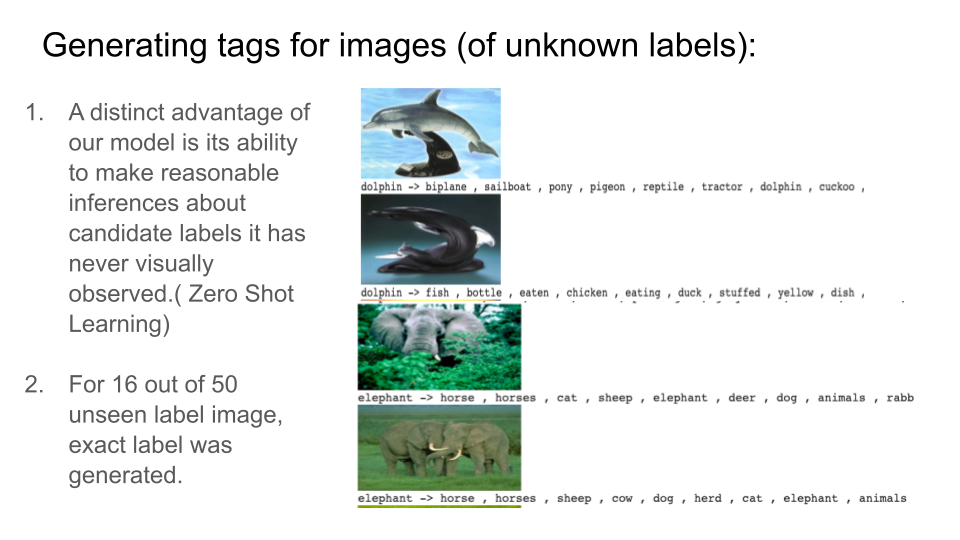 Generating tags for images (of unknown labels):
1. A distinct advantage of
our model is its ability
to make reasonable
inferences about
candidate labels it has
never visually
observed.( Zero Shot
Learning)
2. For 16 out of 50
unseen label image,
exact label was
generated.
dolphin -> biplane , sailboat , pony , pigeon , reptile , tractor , dolphin , cuckoo ,
dolphin -> fish , bottle , eaten , chicken , eating , duck , stuffed , yellow , dish ,
elephant -> horse , horses , cat , sheep , elephant , deer , dog , animals , rabb
elephant -> horse , horses , sheep , cow , dog , herd , cat , elephant , animals